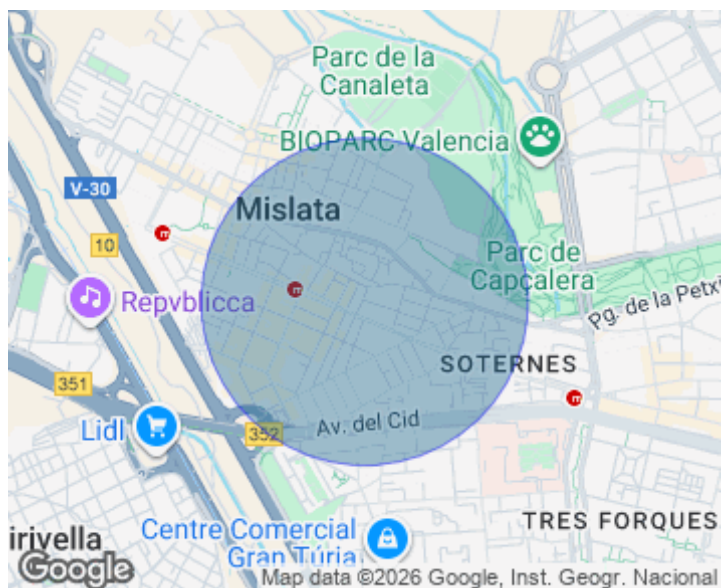 Parc de la
Canaleta
BIOPARC Valencia
V-30
Mislata
10
Parc de
Capçalera
Repvblicca
Pg. de la Petx
SOTERNES
351
Lidl
352
Av. del Cid
TRES FORQUES
irivella
Centre Comercial
Gran Túria
Google
Map data ©2026 Google, Inst. Geogr. Nacional